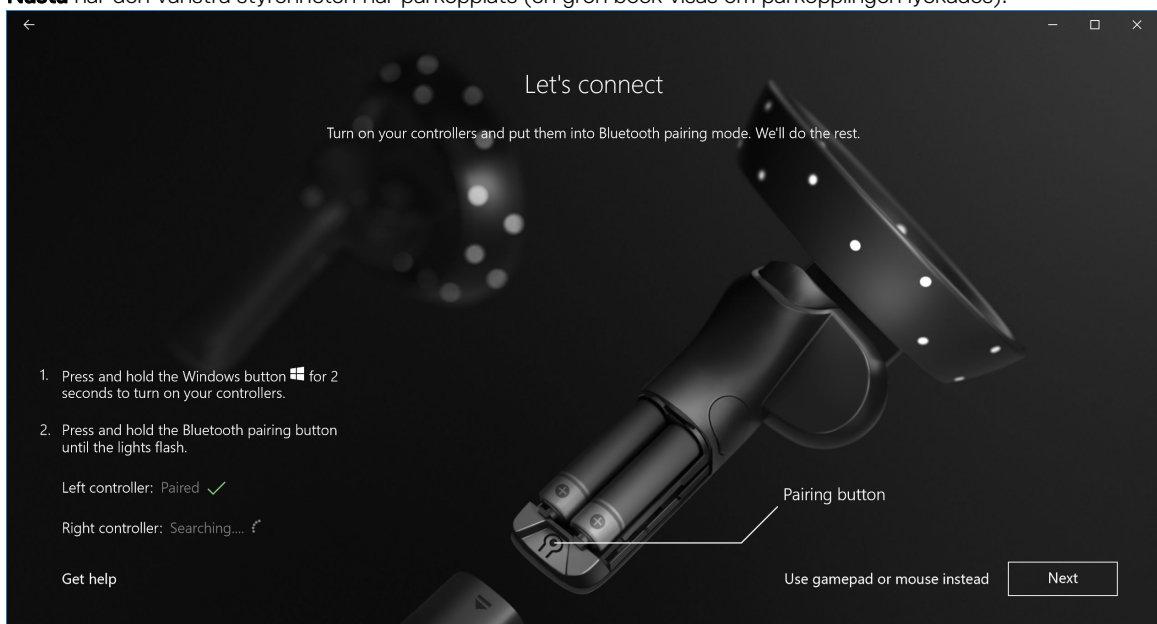 Nästa när den vänstra styrenheten har parkopplats (en grön bock visas om parkopplingen lyckades).
Let's connect
Turn on your controllers and put them into Bluetooth pairing mode. We'll do the rest.
1. Press and hold the Windows button for 2
seconds to turn on your controllers.
2. Press and hold the Bluetooth pairing button
until the lights flash.
Left controller: Paired
Right controller: Searching....
Pairing button
Get help
Use gamepad or mouse instead
Next